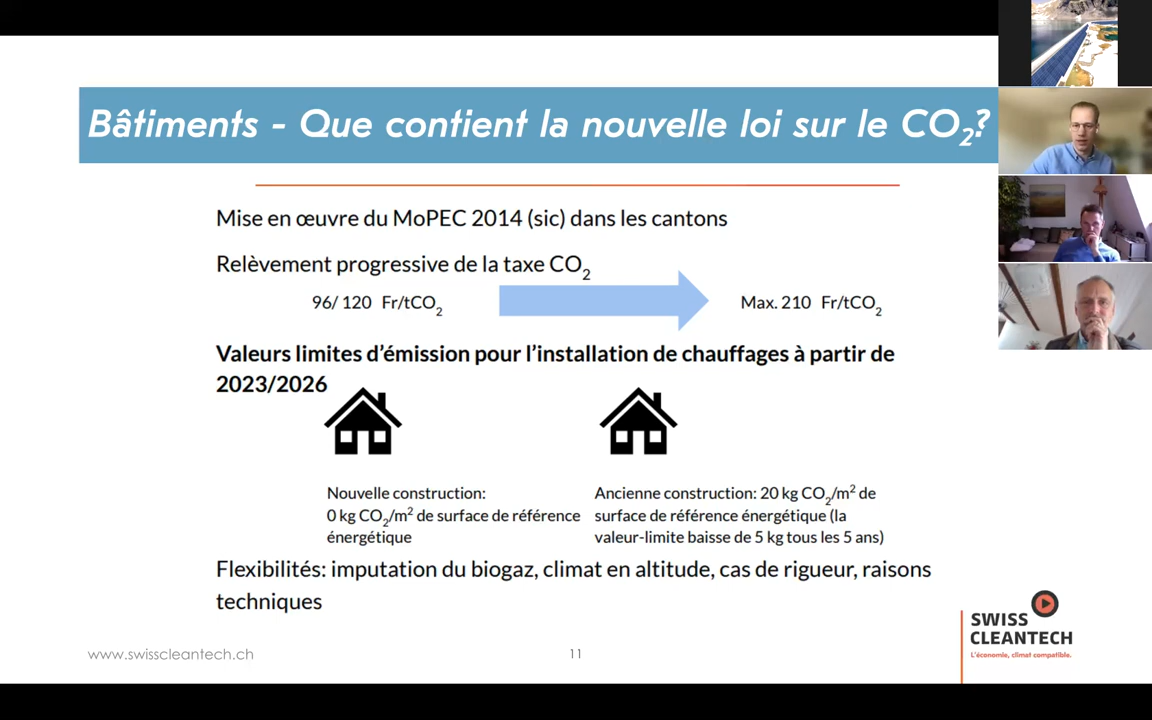 Bâtiments - Que contient la nouvelle loi sur le CO₂?
Mise en œuvre du MoPEC 2014 (sic) dans les cantons
Relèvement progressive de la taxe CO₂
96/ 120 Fr/tCO₂
Max. 210 Fr/tCO₂
Valeurs limites d’émission pour l’installation de chauffages à partir de
2023/2026
Nouvelle construction:
0 kg CO₂/m² de surface de référence
énergétique
Ancienne construction: 20 kg CO₂/m² de
surface de référence énergétique (la
valeur-limite baisse de 5 kg tous les 5 ans)
Flexibilités: imputation du biogaz, climat en altitude, cas de rigueur, raisons
techniques
www.swisscleantech.ch
11
SWISS
CLEANTECH
L'économie, climat compatible.